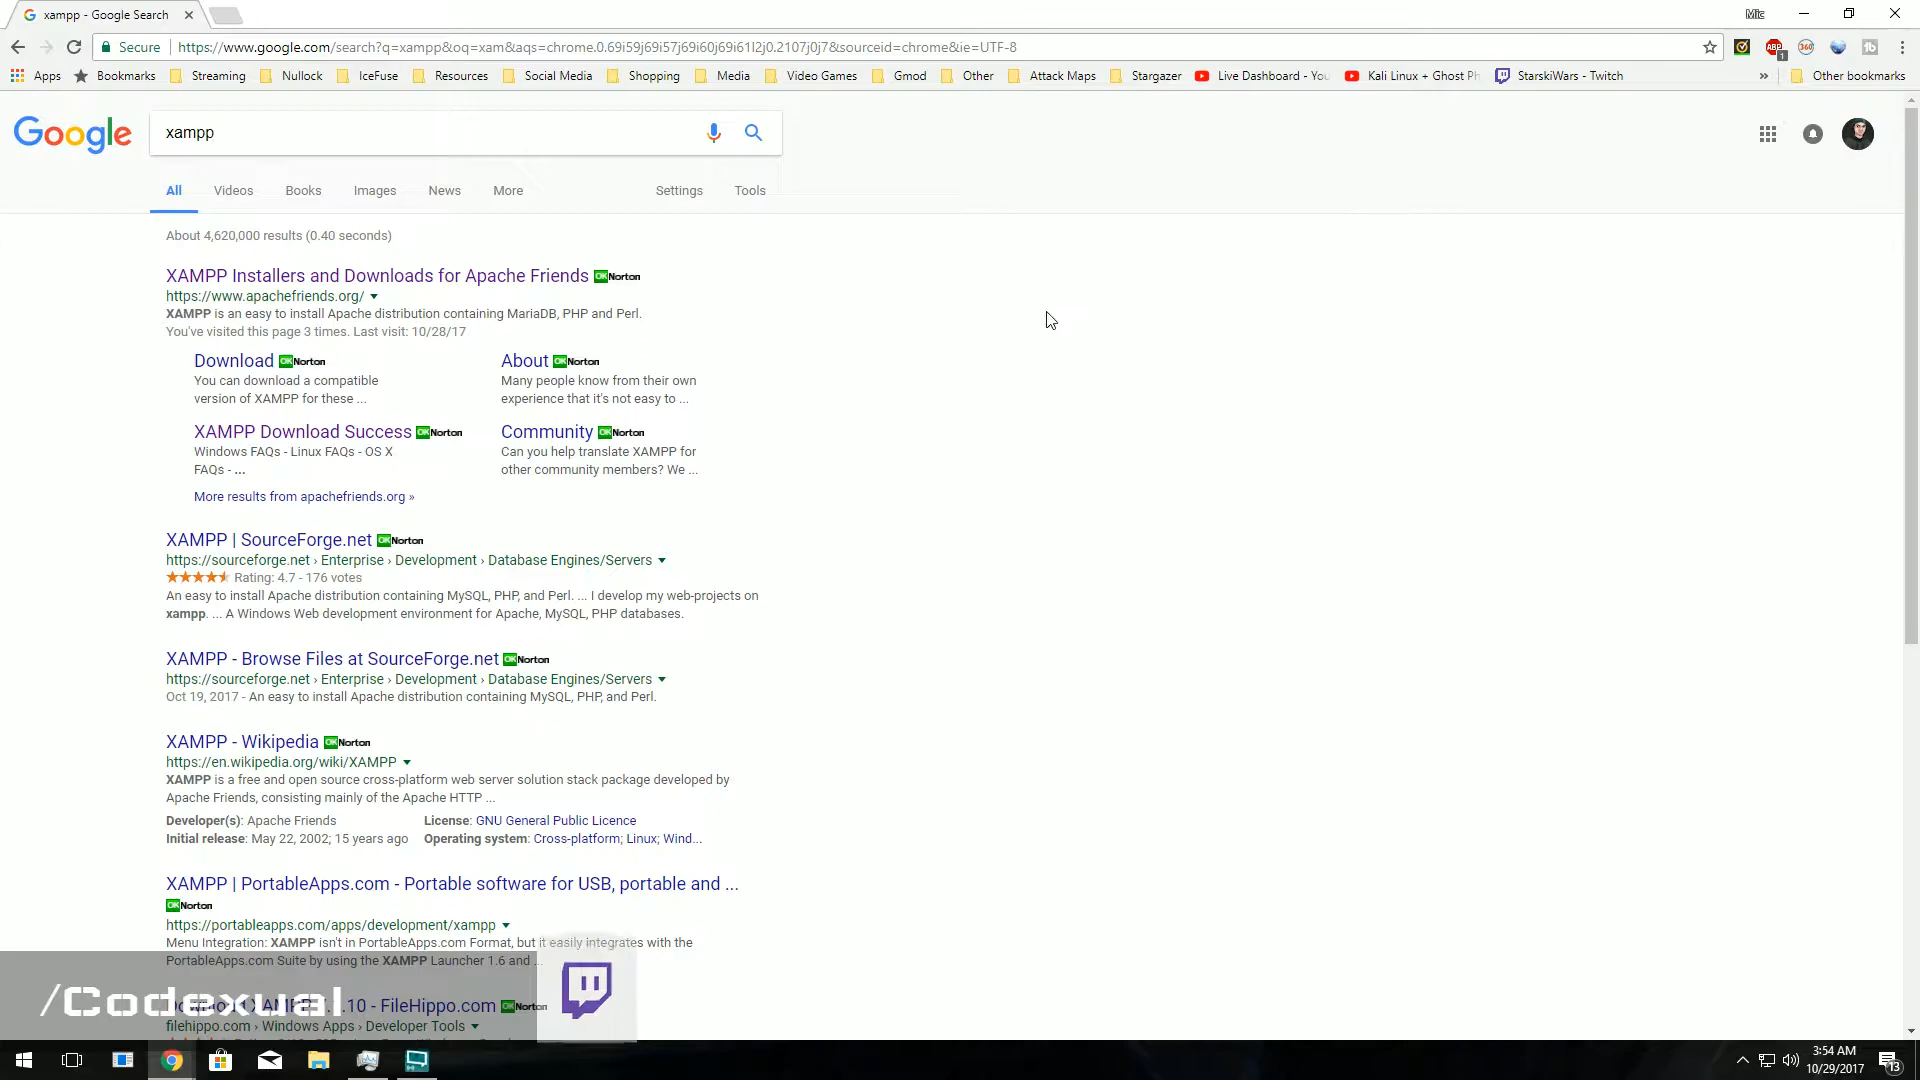 xampp - Google Search
Mic
Secure https://www.google.com/search?q=xampp&oq=xam&aqs=chrome.0.69i59j69i57j69i60j69i61l2j0.2107j0j7&sourceid=chrome&ie=UTF-8
ABP 1 360
Apps Bookmarks Streaming Nullock IceFuse Resources Social Media Shopping Media Video Games Gmod Other Attack Maps Stargazer Live Dashboard - You Kali Linux + Ghost Ph StarskiWars - Twitch » Other bookmarks
Google
xampp
All Videos Books Images News More Settings Tools
About 4,620,000 results (0.40 seconds)
XAMPP Installers and Downloads for Apache Friends OK Norton
https://www.apachefriends.org/
XAMPP is an easy to install Apache distribution containing MariaDB, PHP and Perl.
You've visited this page 3 times. Last visit: 10/28/17
Download OK Norton
You can download a compatible
version of XAMPP for these ...
About OK Norton
Many people know from their own
experience that it's not easy to ...
XAMPP Download Success OK Norton
Windows FAQs - Linux FAQs - OS X
FAQs - ...
Community OK Norton
Can you help translate XAMPP for
other community members? We ...
More results from apachefriends.org »
XAMPP | SourceForge.net OK Norton
https://sourceforge.net › Enterprise › Development › Database Engines/Servers
Rating: 4.7 - 176 votes
An easy to install Apache distribution containing MySQL, PHP, and Perl. ... I develop my web-projects on
xampp. ... A Windows Web development environment for Apache, MySQL, PHP databases.
XAMPP - Browse Files at SourceForge.net OK Norton
https://sourceforge.net › Enterprise › Development › Database Engines/Servers
Oct 19, 2017 - An easy to install Apache distribution containing MySQL, PHP, and Perl.
XAMPP - Wikipedia OK Norton
https://en.wikipedia.org/wiki/XAMPP
XAMPP is a free and open source cross-platform web server solution stack package developed by
Apache Friends, consisting mainly of the Apache HTTP ...
Developer(s): Apache Friends License: GNU General Public Licence
Initial release: May 22, 2002; 15 years ago Operating system: Cross-platform; Linux; Wind...
XAMPP | PortableApps.com - Portable software for USB, portable and ...
OK Norton
https://portableapps.com/apps/development/xampp
Menu Integration: XAMPP isn't in PortableApps.com Format, but it easily integrates with the
PortableApps.com Suite by using the XAMPP Launcher 1.6 and ...
/Codexual
.10 - FileHippo.com OK Norton
filehippo.com › Windows Apps › Developer Tools
3:54 AM
10/29/2017
13